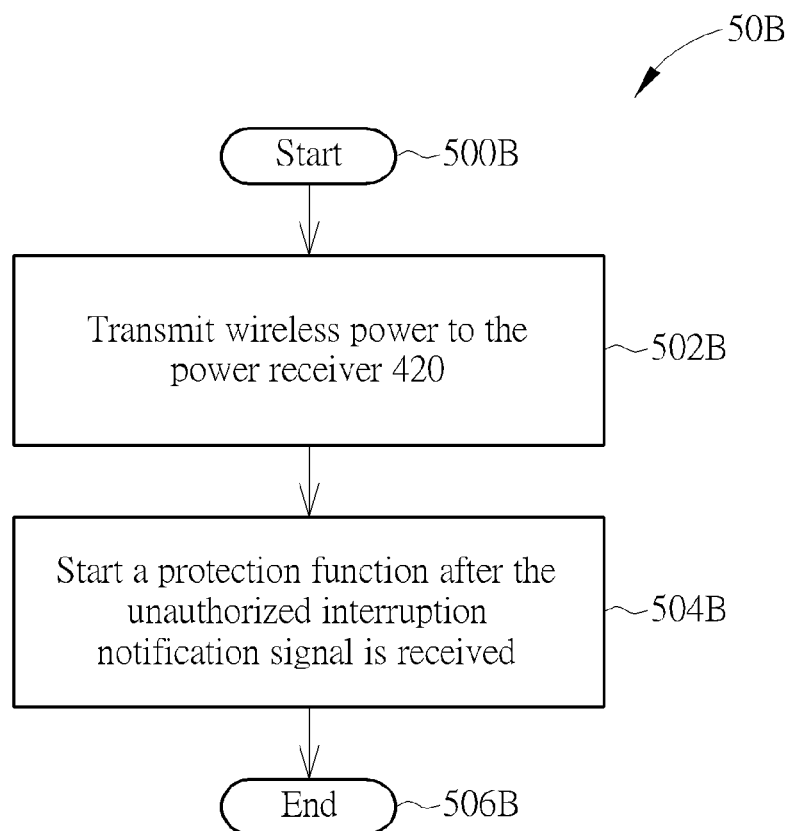 50B
Start
500B
Transmit wireless power to the
power receiver 420
502B
Start a protection function after the
unauthorized interruption
notification signal is received
504B
End
506B